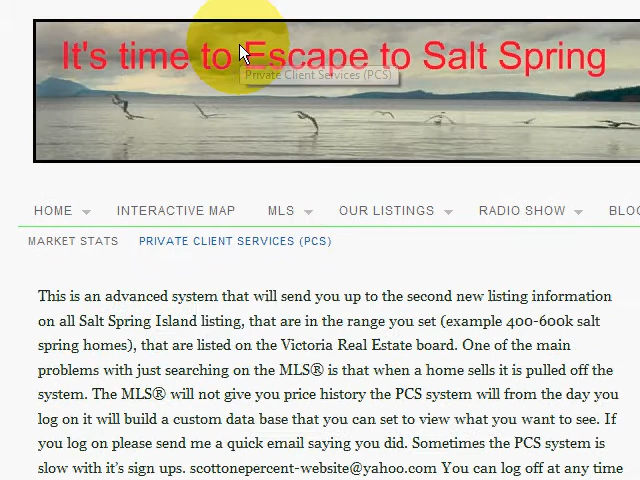 It's time to Escape to Salt Spring
Private Client Services (PCS)
HOME INTERACTIVE MAP MLS OUR LISTINGS RADIO SHOW BLO
MARKET STATS PRIVATE CLIENT SERVICES (PCS)
This is an advanced system that will send you up to the second new listing information
on all Salt Spring Island listing, that are in the range you set (example 400-600k salt
spring homes), that are listed on the Victoria Real Estate board. One of the main
problems with just searching on the MLS® is that when a home sells it is pulled off the
system. The MLS® will not give you price history the PCS system will from the day you
log on it will build a custom data base that you can set to view what you want to see. If
you log on please send me a quick email saying you did. Sometimes the PCS system is
slow with it's sign ups. scottonepercent-website@yahoo.com You can log off at any time